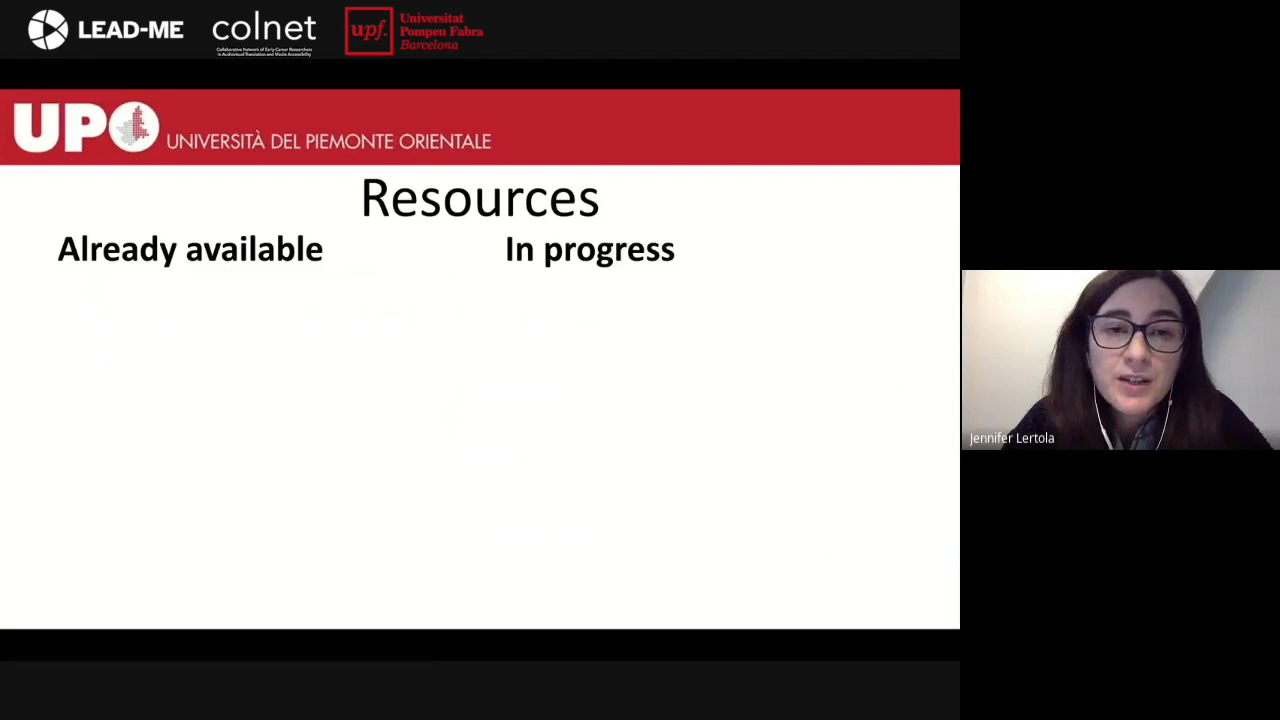 LEAD-ME
colnet
Collaborative Network of Early-Career Researchers
in Audiovisual Translation and Media Accessibility
upf.
Universitat
Pompeu Fabra
Barcelona
UPO
UNIVERSITÀ DEL PIEMONTE ORIENTALE
Resources
Already available
In progress
Jennifer Lertola